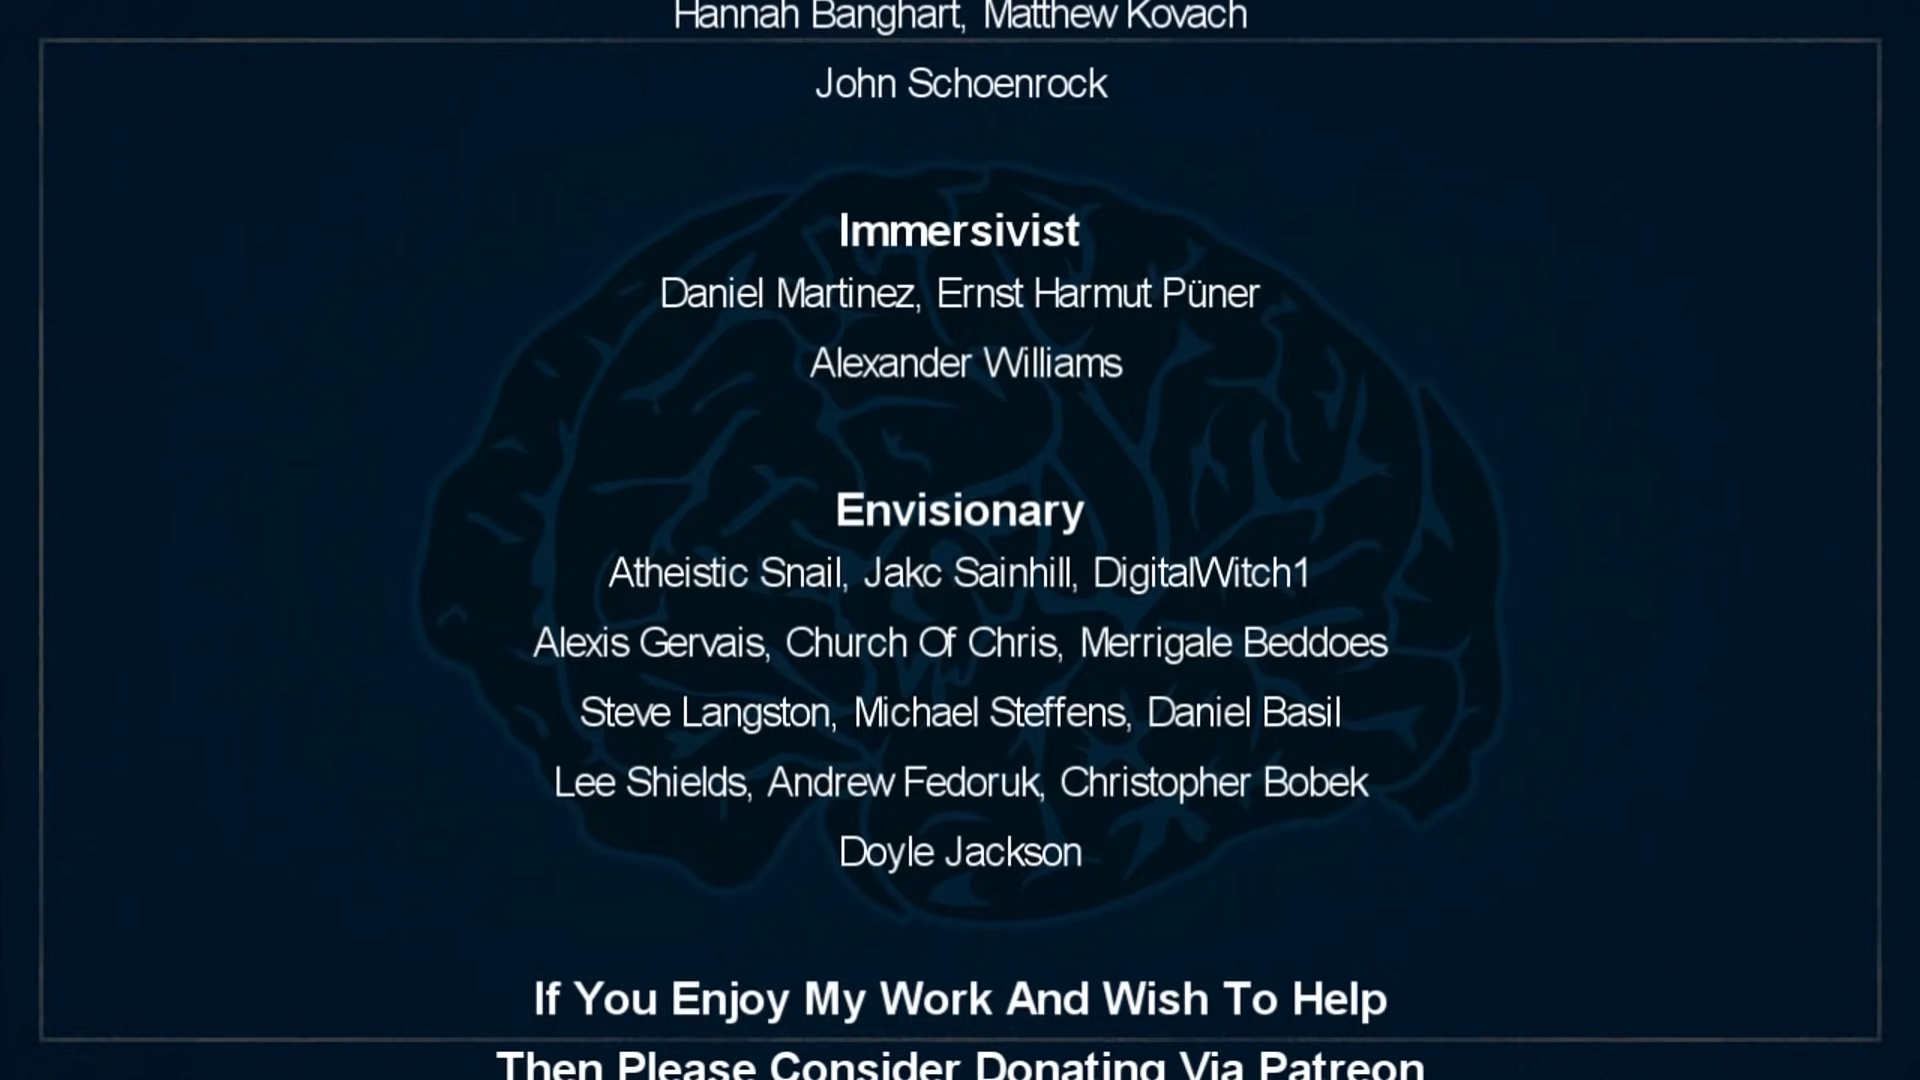 Hannah Banghart, Matthew Kovach
John Schoenrock
Immersivist
Daniel Martinez, Ernst Harmut Püner
Alexander Williams
Envisionary
Atheistic Snail, Jakc Sainhill, DigitalWitch1
Alexis Gervais, Church Of Chris, Merrigale Beddoes
Steve Langston, Michael Steffens, Daniel Basil
Lee Shields, Andrew Fedoruk, Christopher Bobek
Doyle Jackson
If You Enjoy My Work And Wish To Help
Then Please Consider Donating Via Patreon